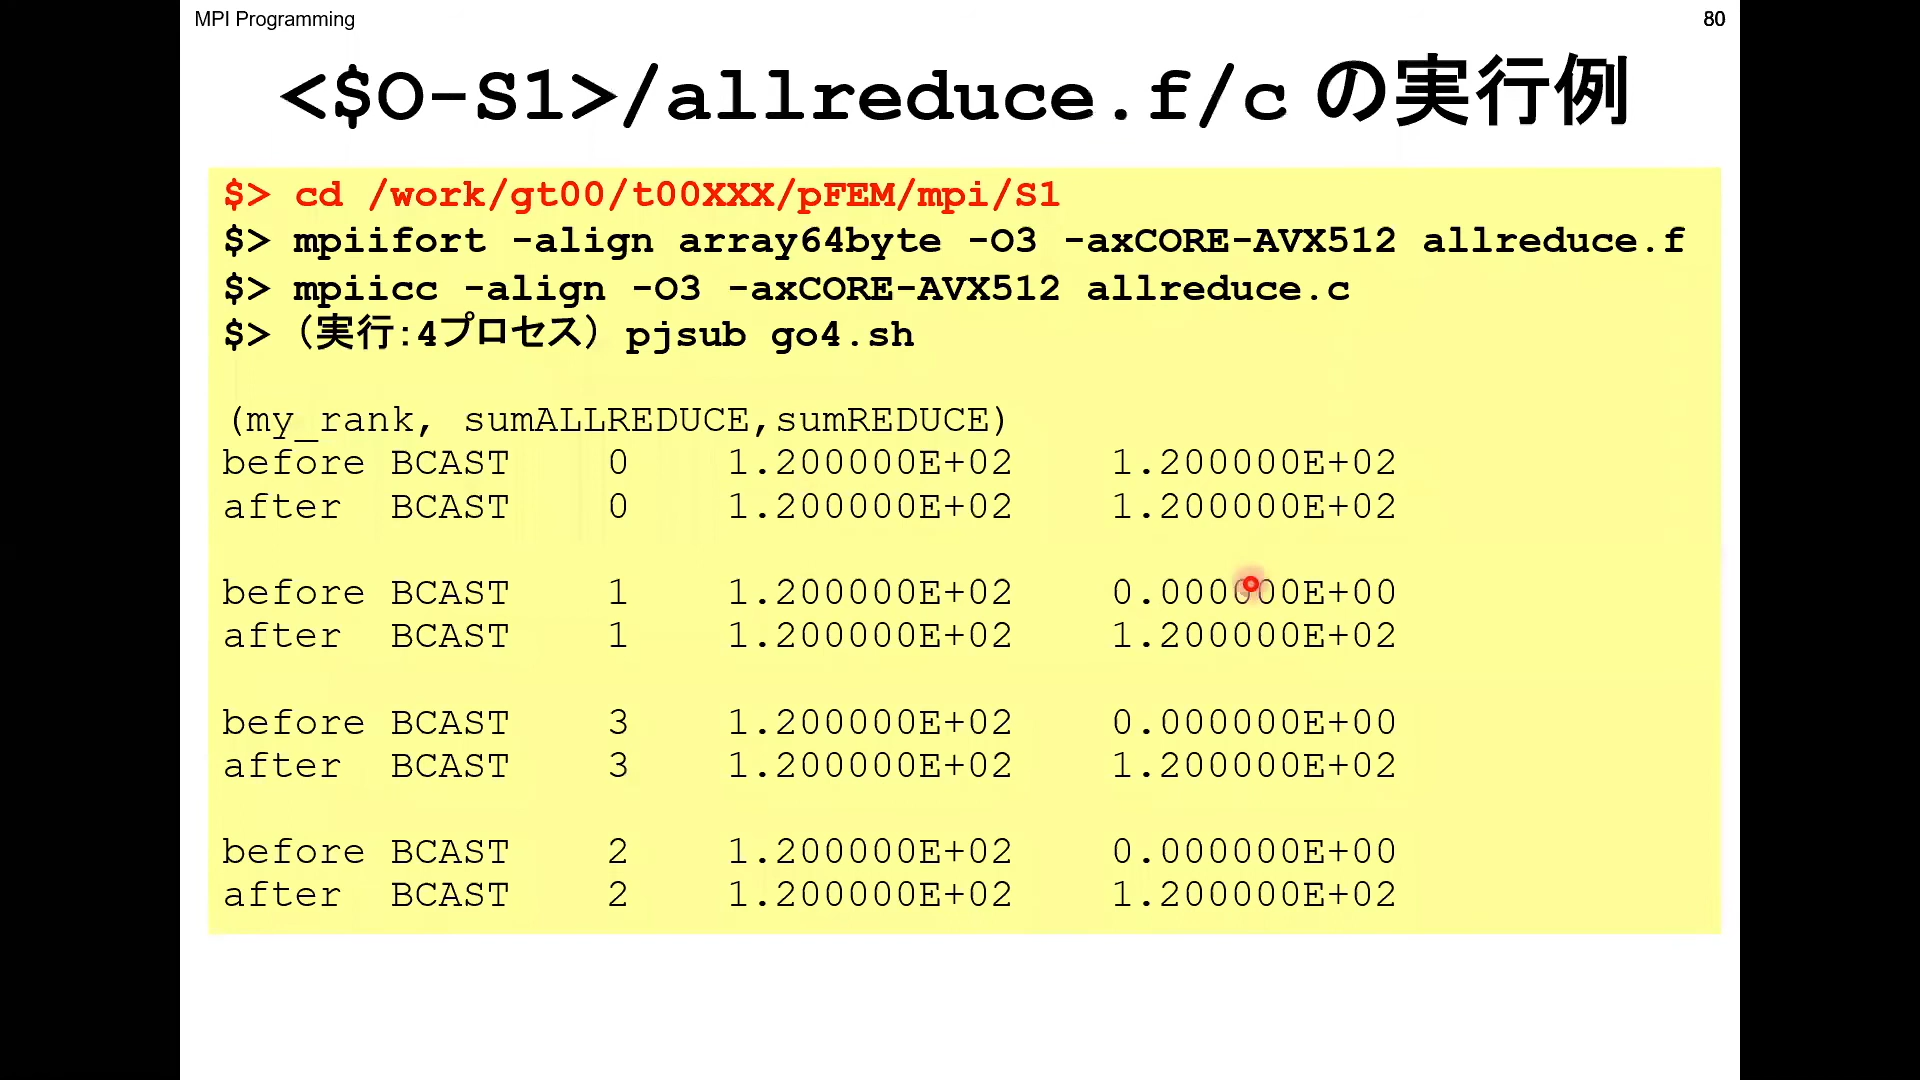 MPI Programming
80
<$O-S1>/allreduce.f/c の実行例
$> cd /work/gt00/t00XXX/pFEM/mpi/S1
$> mpiifort -align array64byte -O3 -axCORE-AVX512 allreduce.f
$> mpiicc -align -O3 -axCORE-AVX512 allreduce.c
$>（実行:4プロセス）pjsub go4.sh
(my_rank, sumALLREDUCE,sumREDUCE)
before BCAST 0 1.200000E+02 1.200000E+02
after BCAST 0 1.200000E+02 1.200000E+02
before BCAST 1 1.200000E+02 0.000000E+00
after BCAST 1 1.200000E+02 1.200000E+02
before BCAST 3 1.200000E+02 0.000000E+00
after BCAST 3 1.200000E+02 1.200000E+02
before BCAST 2 1.200000E+02 0.000000E+00
after BCAST 2 1.200000E+02 1.200000E+02